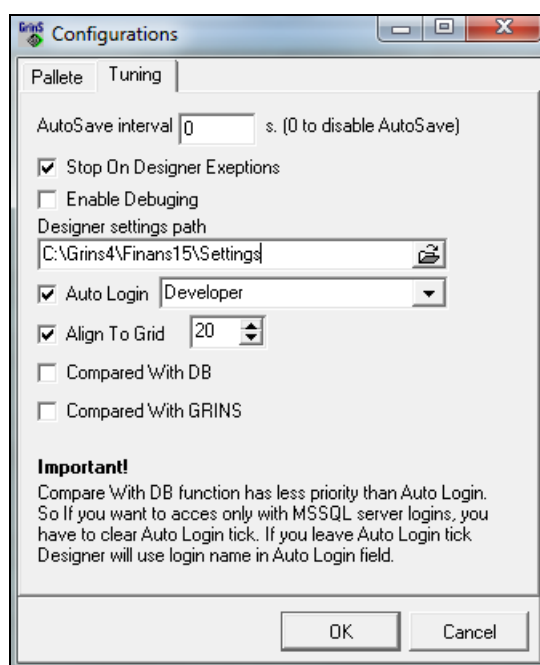 GrinS Configurations
Pallete Tuning
AutoSave interval 0 s. (0 to disable AutoSave)
Stop On Designer Exeptions
Enable Debuging
Designer settings path
C:\Grins4\Finans15\Settings
Auto Login Developer
Align To Grid 20
Compared With DB
Compared With GRINS
Important!
Compare With DB function has less priority than Auto Login.
So If you want to acces only with MSSQL server logins, you
have to clear Auto Login tick. If you leave Auto Login tick
Designer will use login name in Auto Login field.
OK Cancel